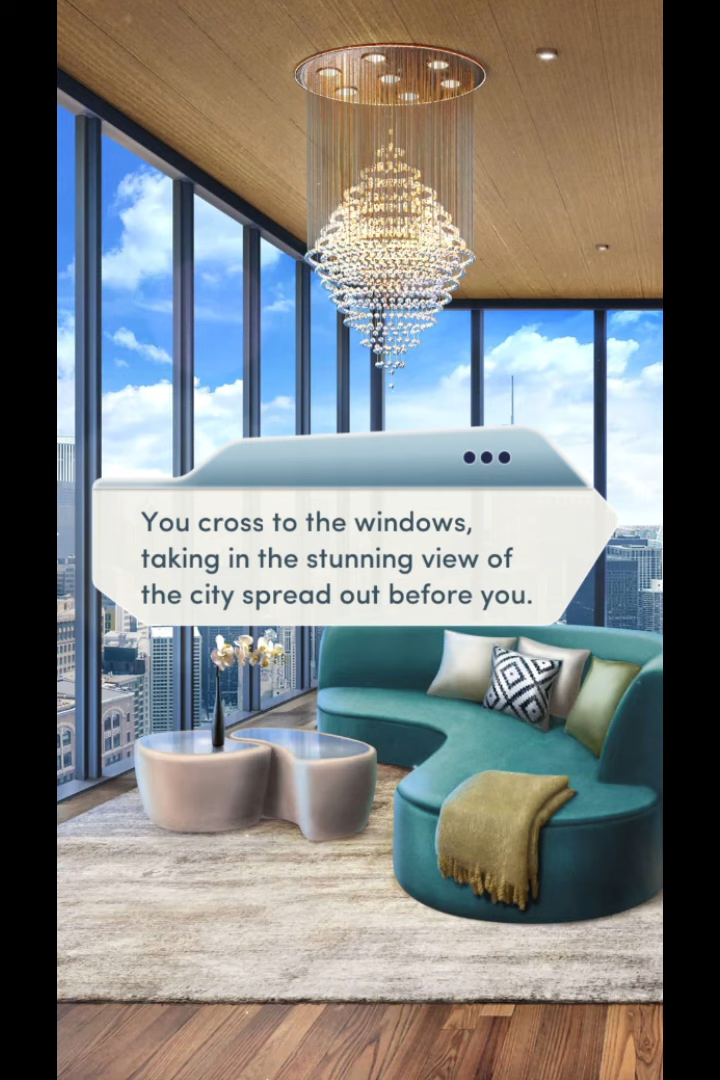 You cross to the windows,
taking in the stunning view of
the city spread out before you.